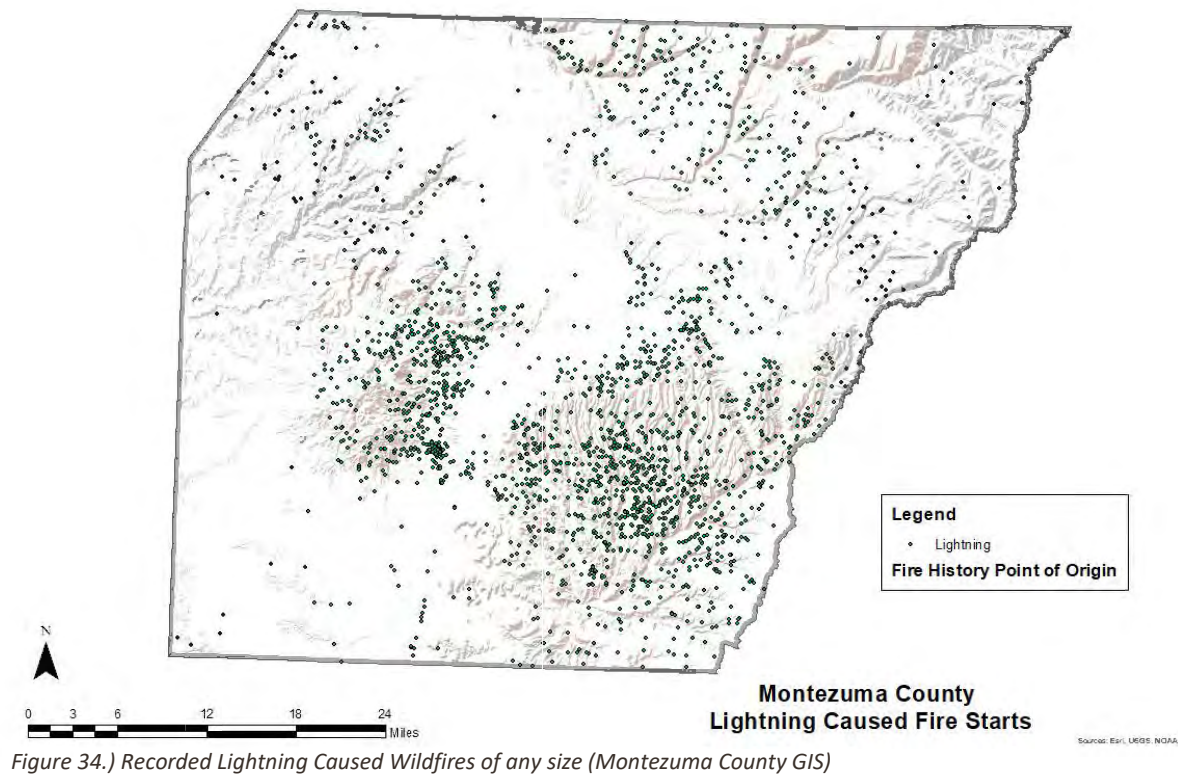 Legend
Lightning
Fire History Point of Origin
N
0 3 6 12 18 24
Miles
Montezuma County
Lightning Caused Fire Starts
Sources: Esri, USGS, NOAA
Figure 34.) Recorded Lightning Caused Wildfires of any size (Montezuma County GIS)